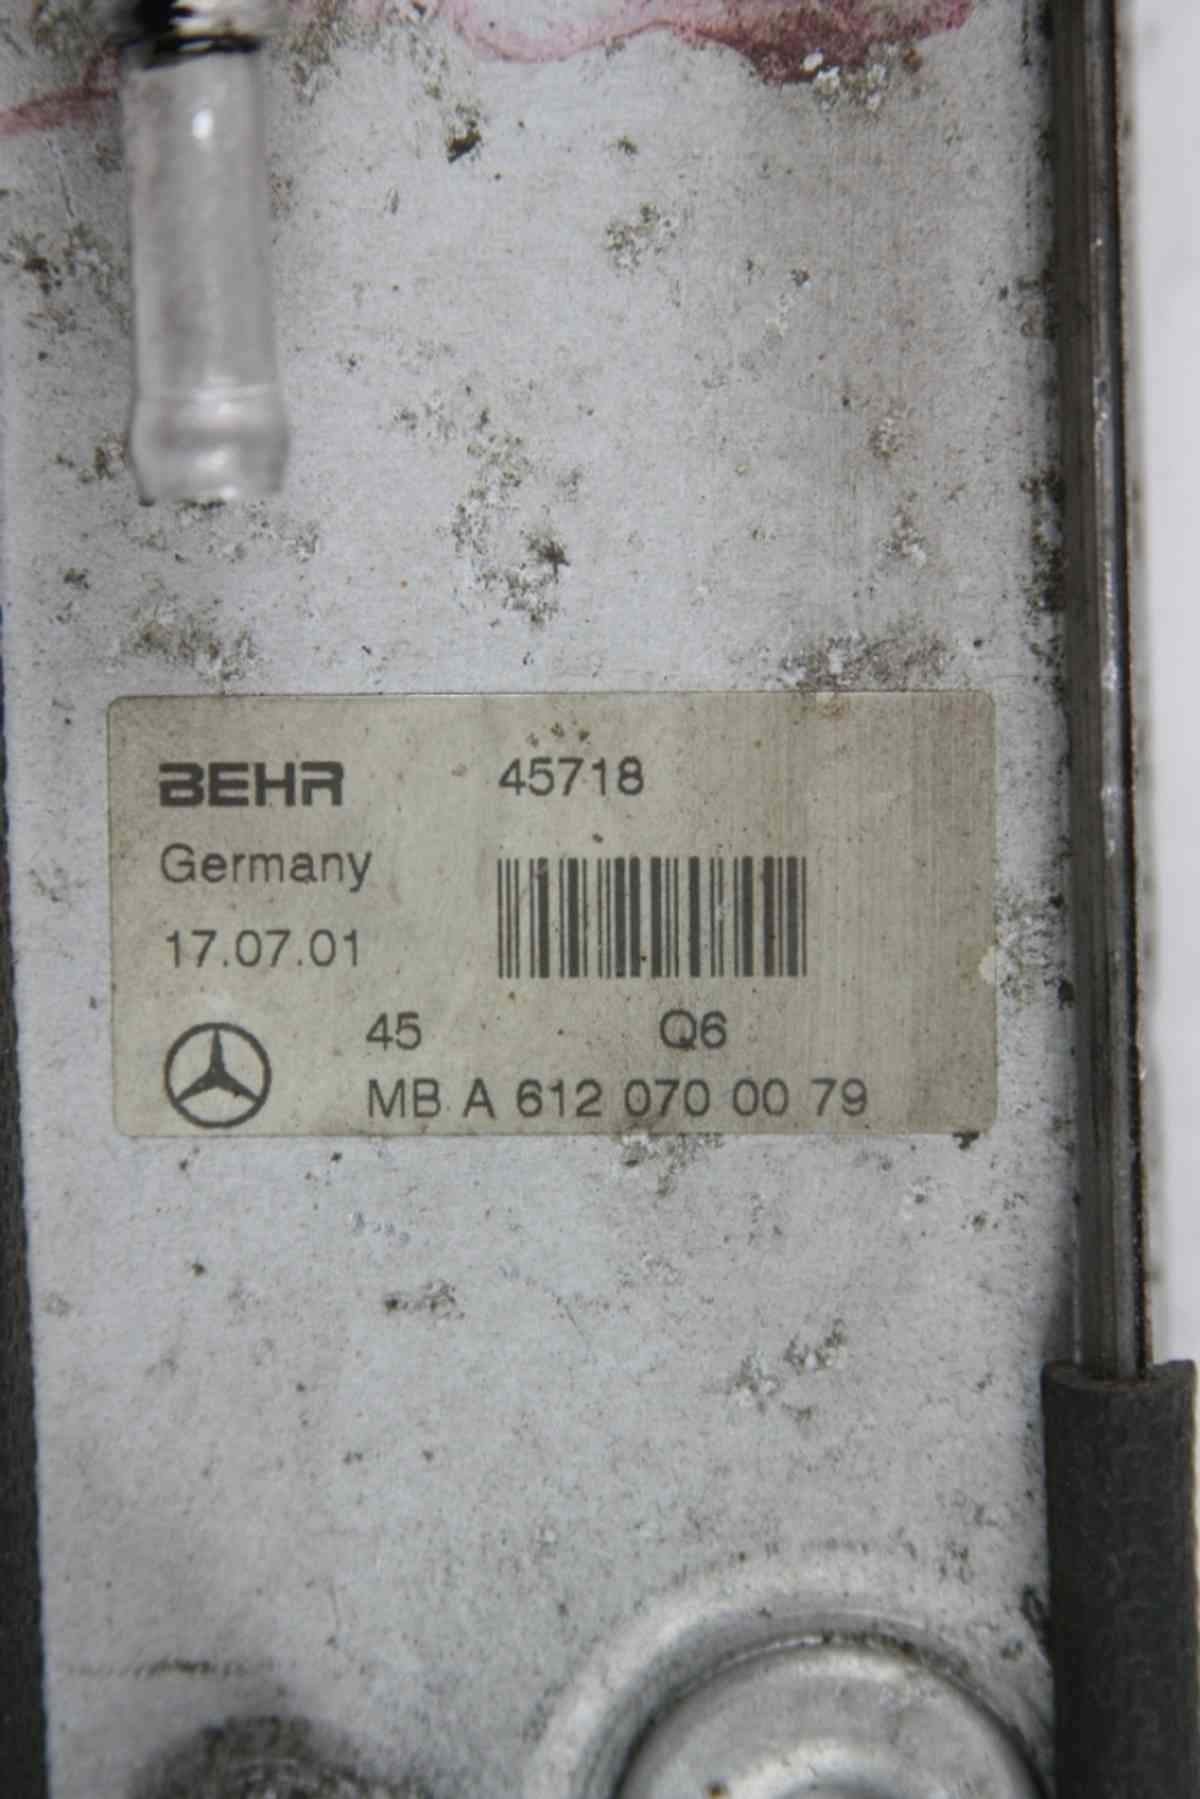 BEHR 45718
Germany
17.07.01
45 Q6
MB A 612 070 00 79